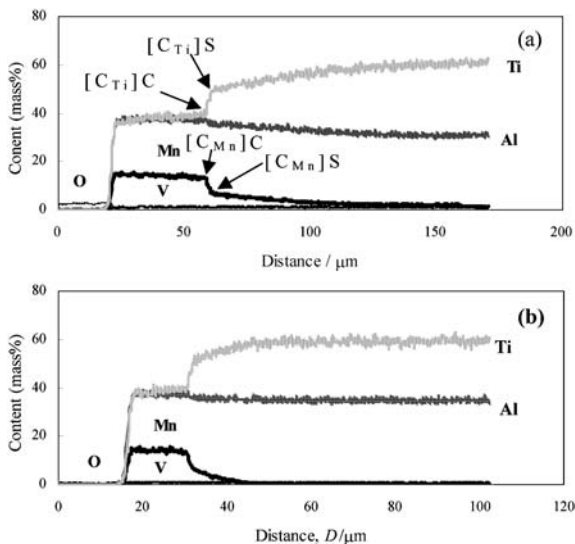 (a)
80
60
40
20
0
Conent (mass%)
[C Ti] S
[C Ti] C
Ti
Al
Mn
[C Mn] C
[C Mn] S
O
V
0 50 100 150 200
Distance / μm
(b)
80
60
40
20
0
Content (mass%)
Ti
Al
Mn
O
V
0 20 40 60 80 100 120
Distance, D/μm